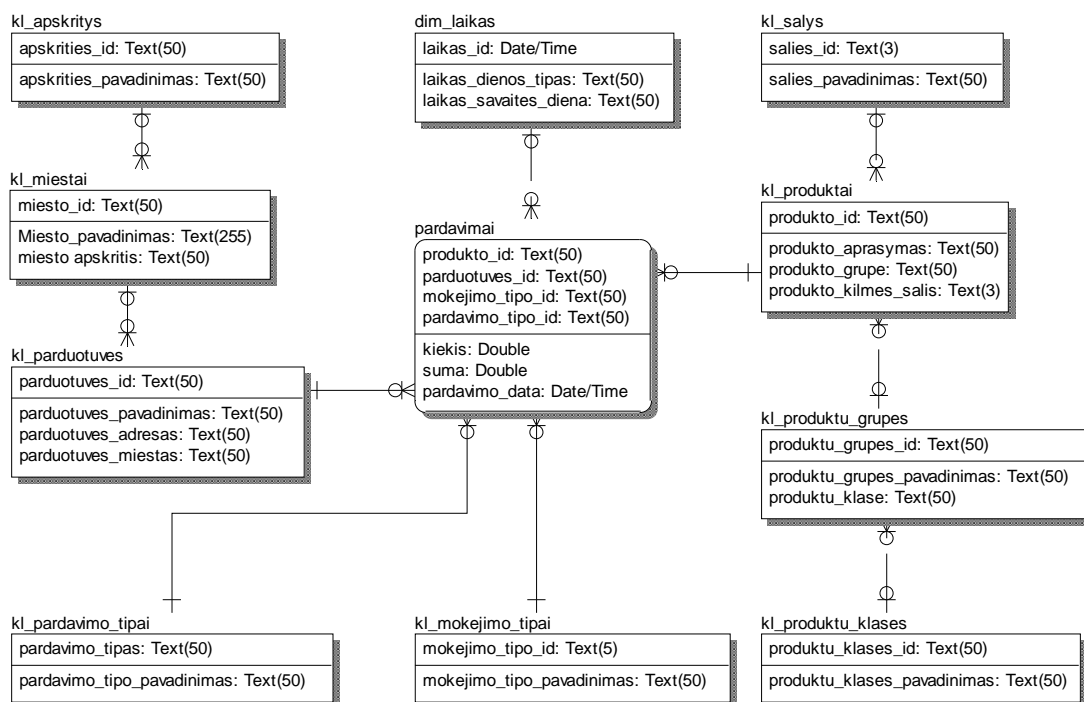 kl_apskritys
apskrities_id: Text(50)
apskrities_pavadinimas: Text(50)
dim_laikas
laikas_id: Date/Time
laikas_dienos_tipas: Text(50)
laikas_savaites_diena: Text(50)
kl_salys
salies_id: Text(3)
salies_pavadinimas: Text(50)
kl_miestai
miesto_id: Text(50)
Miesto_pavadinimas: Text(255)
miesto apskritis: Text(50)
pardavimai
produkto_id: Text(50)
parduotuves_id: Text(50)
mokejimo_tipo_id: Text(50)
pardavimo_tipo_id: Text(50)
kiekis: Double
suma: Double
pardavimo_data: Date/Time
kl_produktai
produkto_id: Text(50)
produkto_aprasymas: Text(50)
produkto_grupe: Text(50)
produkto_kilmes_salis: Text(3)
kl_parduotuves
parduotuves_id: Text(50)
parduotuves_pavadinimas: Text(50)
parduotuves_adresas: Text(50)
parduotuves_miestas: Text(50)
kl_produktu_grupes
produktu_grupes_id: Text(50)
produktu_grupes_pavadinimas: Text(50)
produktu_klase: Text(50)
kl_pardavimo_tipai
pardavimo_tipas: Text(50)
pardavimo_tipo_pavadinimas: Text(50)
kl_mokejimo_tipai
mokejimo_tipo_id: Text(5)
mokejimo_tipo_pavadinimas: Text(50)
kl_produktu_klases
produktu_klases_id: Text(50)
produktu_klases_pavadinimas: Text(50)